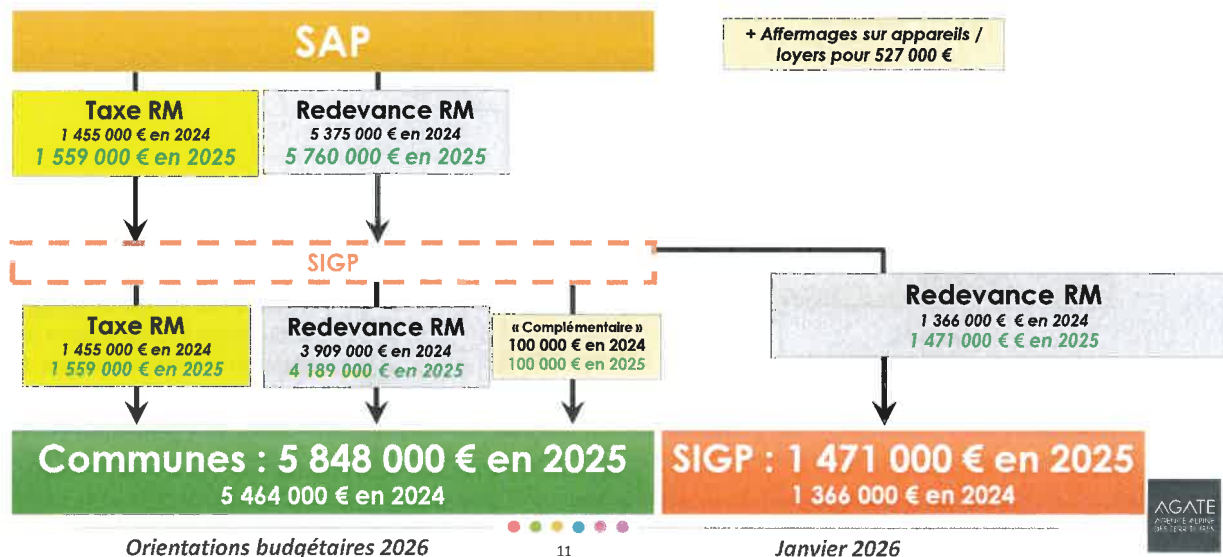 SAP
+ Affermages sur appareils /
loyers pour 527 000 €
Taxe RM
1 455 000 € en 2024
1 559 000 € en 2025
Redevance RM
5 375 000 € en 2024
5 760 000 € en 2025
SIGP
Taxe RM
1 455 000 € en 2024
1 559 000 € en 2025
Redevance RM
3 909 000 € en 2024
4 189 000 € en 2025
« Complémentaire »
100 000 € en 2024
100 000 € en 2025
Redevance RM
1 366 000 € € en 2024
1 471 000 € € en 2025
Communes : 5 848 000 € en 2025
5 464 000 € en 2024
SIGP : 1 471 000 € en 2025
1 366 000 € en 2024
AGATE
AGENCE ALPINE
DES TERRITOIRES
Orientations budgétaires 2026
11
Janvier 2026